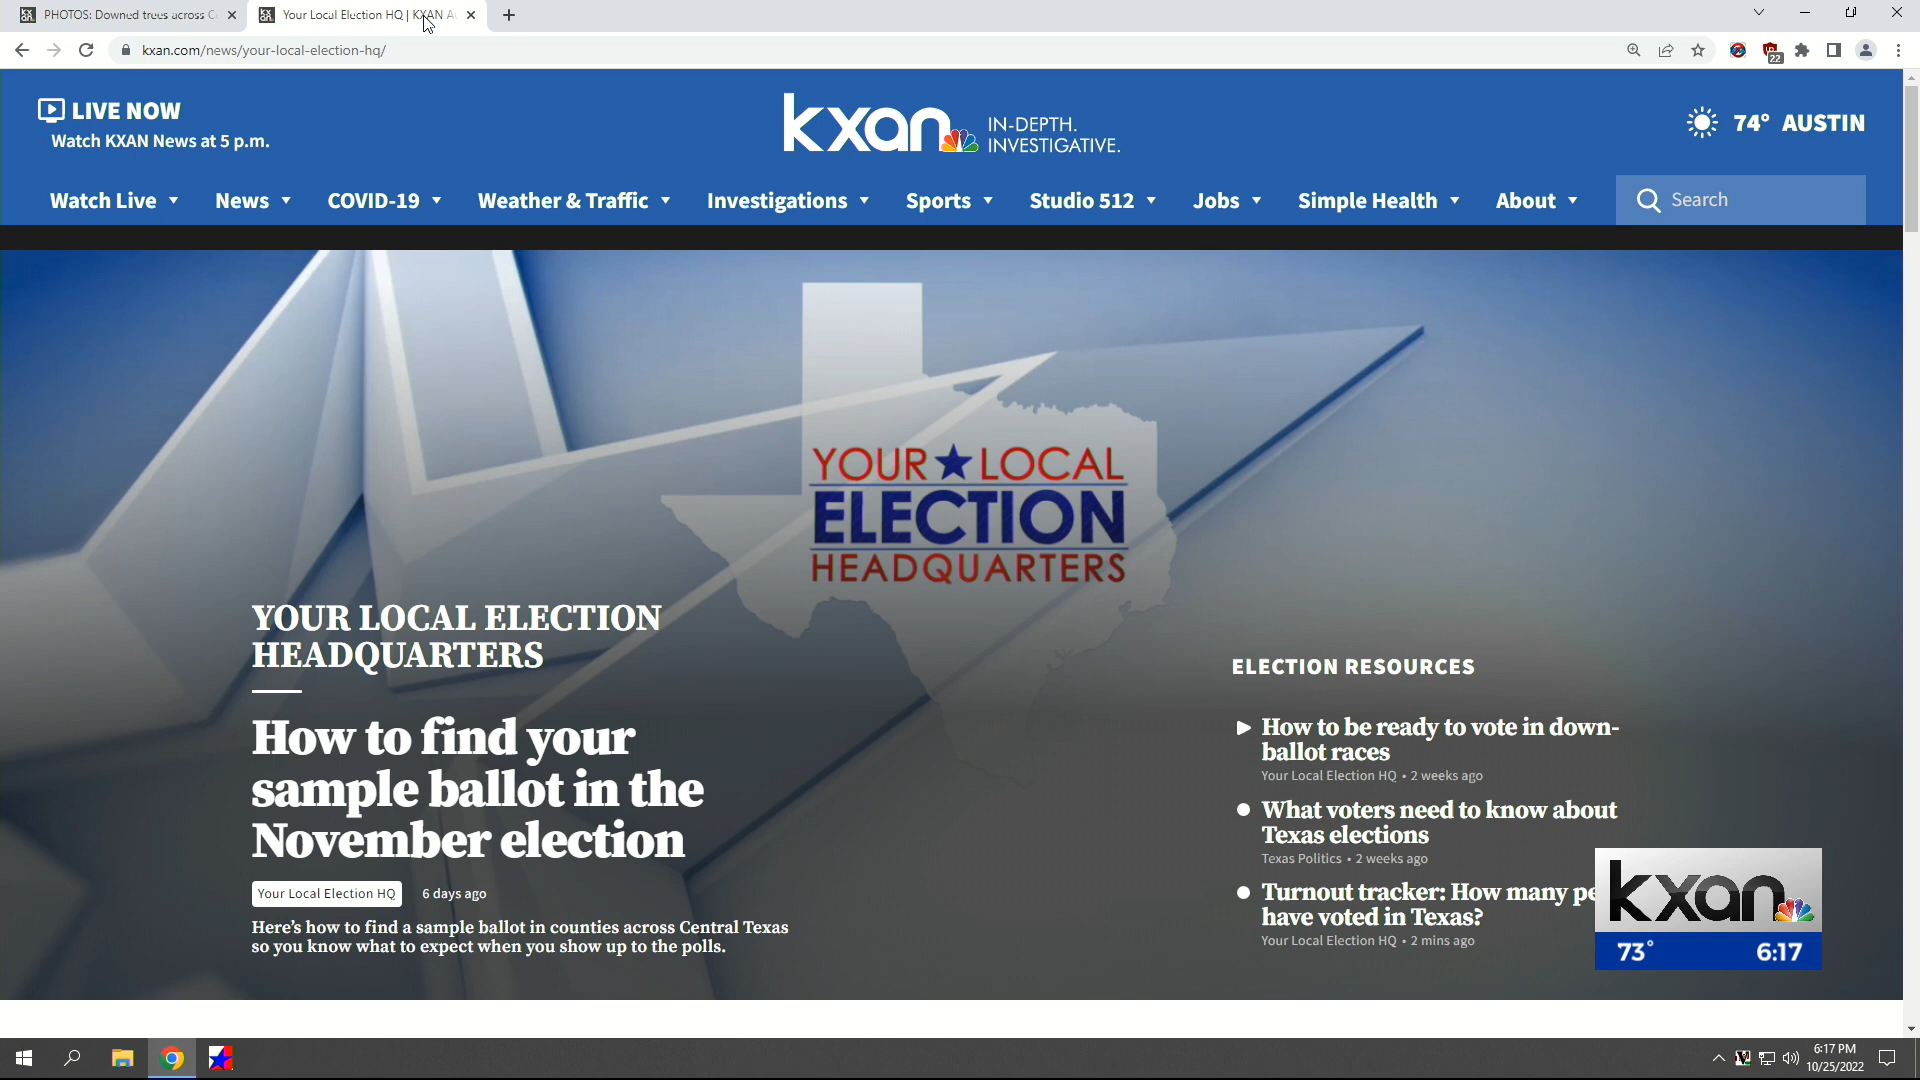 PHOTOS: Downed trees across C
Your Local Election HQ | KXAN Au
kxan.com/news/your-local-election-hq/
22
LIVE NOW
Watch KXAN News at 5 p.m.
kxan
IN-DEPTH.
INVESTIGATIVE.
74° AUSTIN
Watch Live
News
COVID-19
Weather & Traffic
Investigations
Sports
Studio 512
Jobs
Simple Health
About
Search
YOUR LOCAL
ELECTION
HEADQUARTERS
YOUR LOCAL ELECTION
HEADQUARTERS
How to find your
sample ballot in the
November election
Your Local Election HQ
6 days ago
Here's how to find a sample ballot in counties across Central Texas
so you know what to expect when you show up to the polls.
ELECTION RESOURCES
How to be ready to vote in down-
ballot races
Your Local Election HQ • 2 weeks ago
What voters need to know about
Texas elections
Texas Politics • 2 weeks ago
Turnout tracker: How many pe
have voted in Texas?
Your Local Election HQ • 2 mins ago
kxan
73° 6:17
6:17 PM
10/25/2022